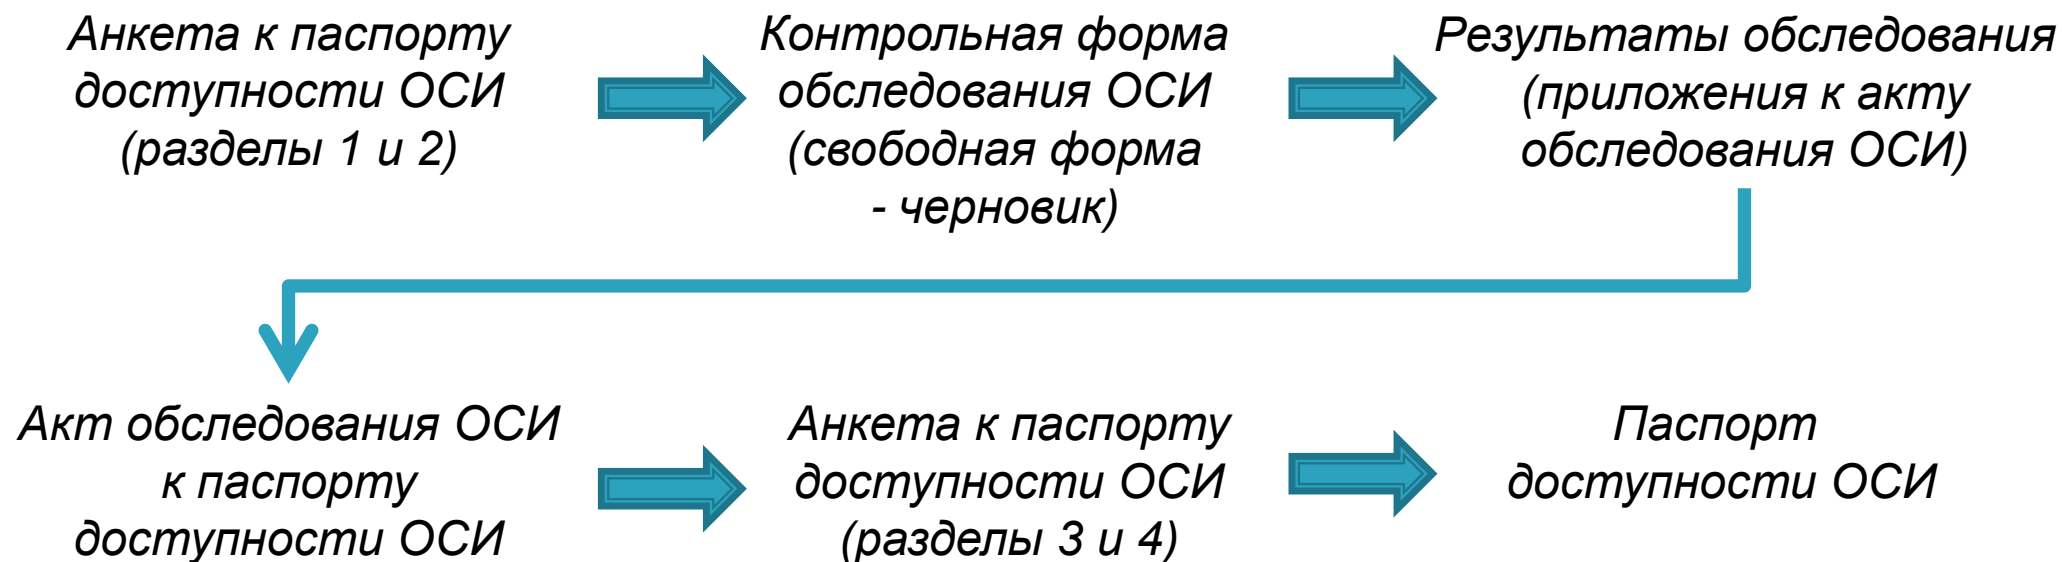 Анкета к паспорту
доступности ОСИ
(разделы 1 и 2)
Контрольная форма
обследования ОСИ
(свободная форма
- черновик)
Результаты обследования
(приложения к акту
обследования ОСИ)
Акт обследования ОСИ
к паспорту
доступности ОСИ
Анкета к паспорту
доступности ОСИ
(разделы 3 и 4)
Паспорт
доступности ОСИ